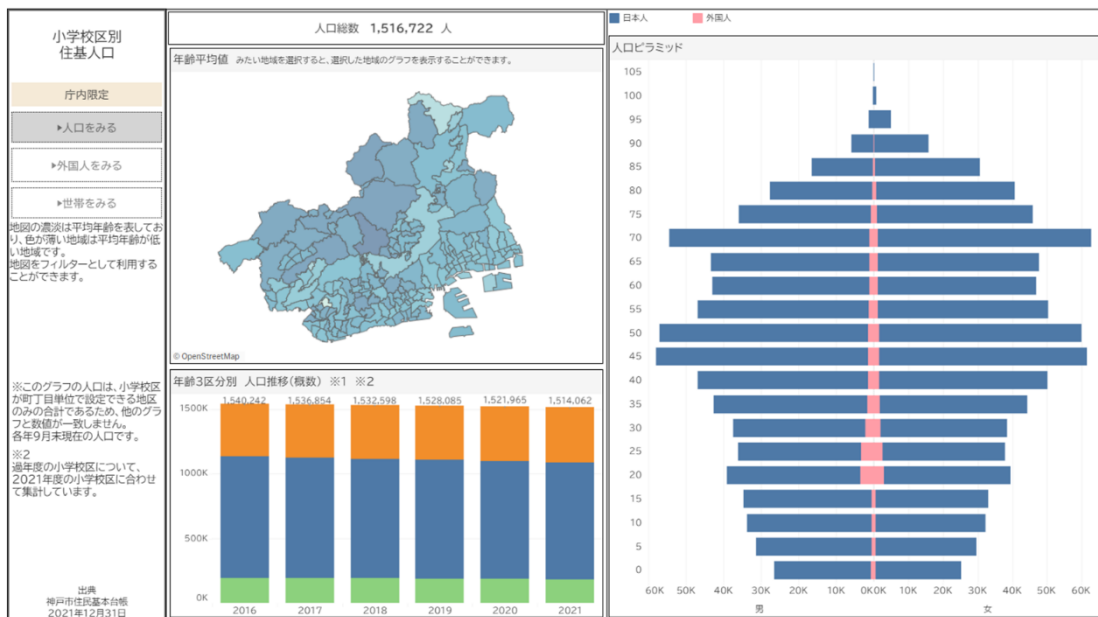 小学校区別
住基人口
庁内限定
▶人口をみる
▶外国人をみる
▶世帯をみる
地図の濃淡は平均年齢を表してお
り、色が薄い地域は平均年齢が低
い地域です。
地図をフィルターとして利用する
ことができます。
※このグラフの人口は、小学校区
が町丁目単位で設定できる地区
のみの合計であるため、他のグラ
フと数値が一致しません。
各年9月末現在の人口です。
※2
過年度の小学校区について、
2021年度の小学校区に合わせ
て集計しています。
出典
神戸市住民基本台帳
2021年12月31日
人口総数 1,516,722 人
年齢平均値 みたい地域を選択すると、選択した地域のグラフを表示することができます。
© OpenStreetMap
年齢3区分別 人口推移(概数) ※1 ※2
1,540,242 1,536,854 1,532,598 1,528,085 1,521,965 1,514,062
1500K
1000K
500K
0K
2016 2017 2018 2019 2020 2021
日本人 外国人
人口ピラミッド
105
100
95
90
85
80
75
70
65
60
55
50
45
40
35
30
25
20
15
10
5
0
60K 50K 40K 30K 20K 10K 0K 0K 10K 20K 30K 40K 50K 60K
男 女